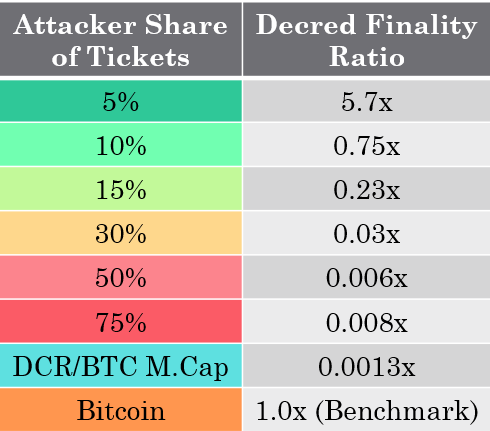 Attacker Share Decred Finality
of Tickets Ratio
5% 5.7x
10% 0.75x
15% 0.23x
30% 0.03x
50% 0.006x
75% 0.008x
DCR/BTC M.Cap 0.0013x
Bitcoin 1.0x (Benchmark)